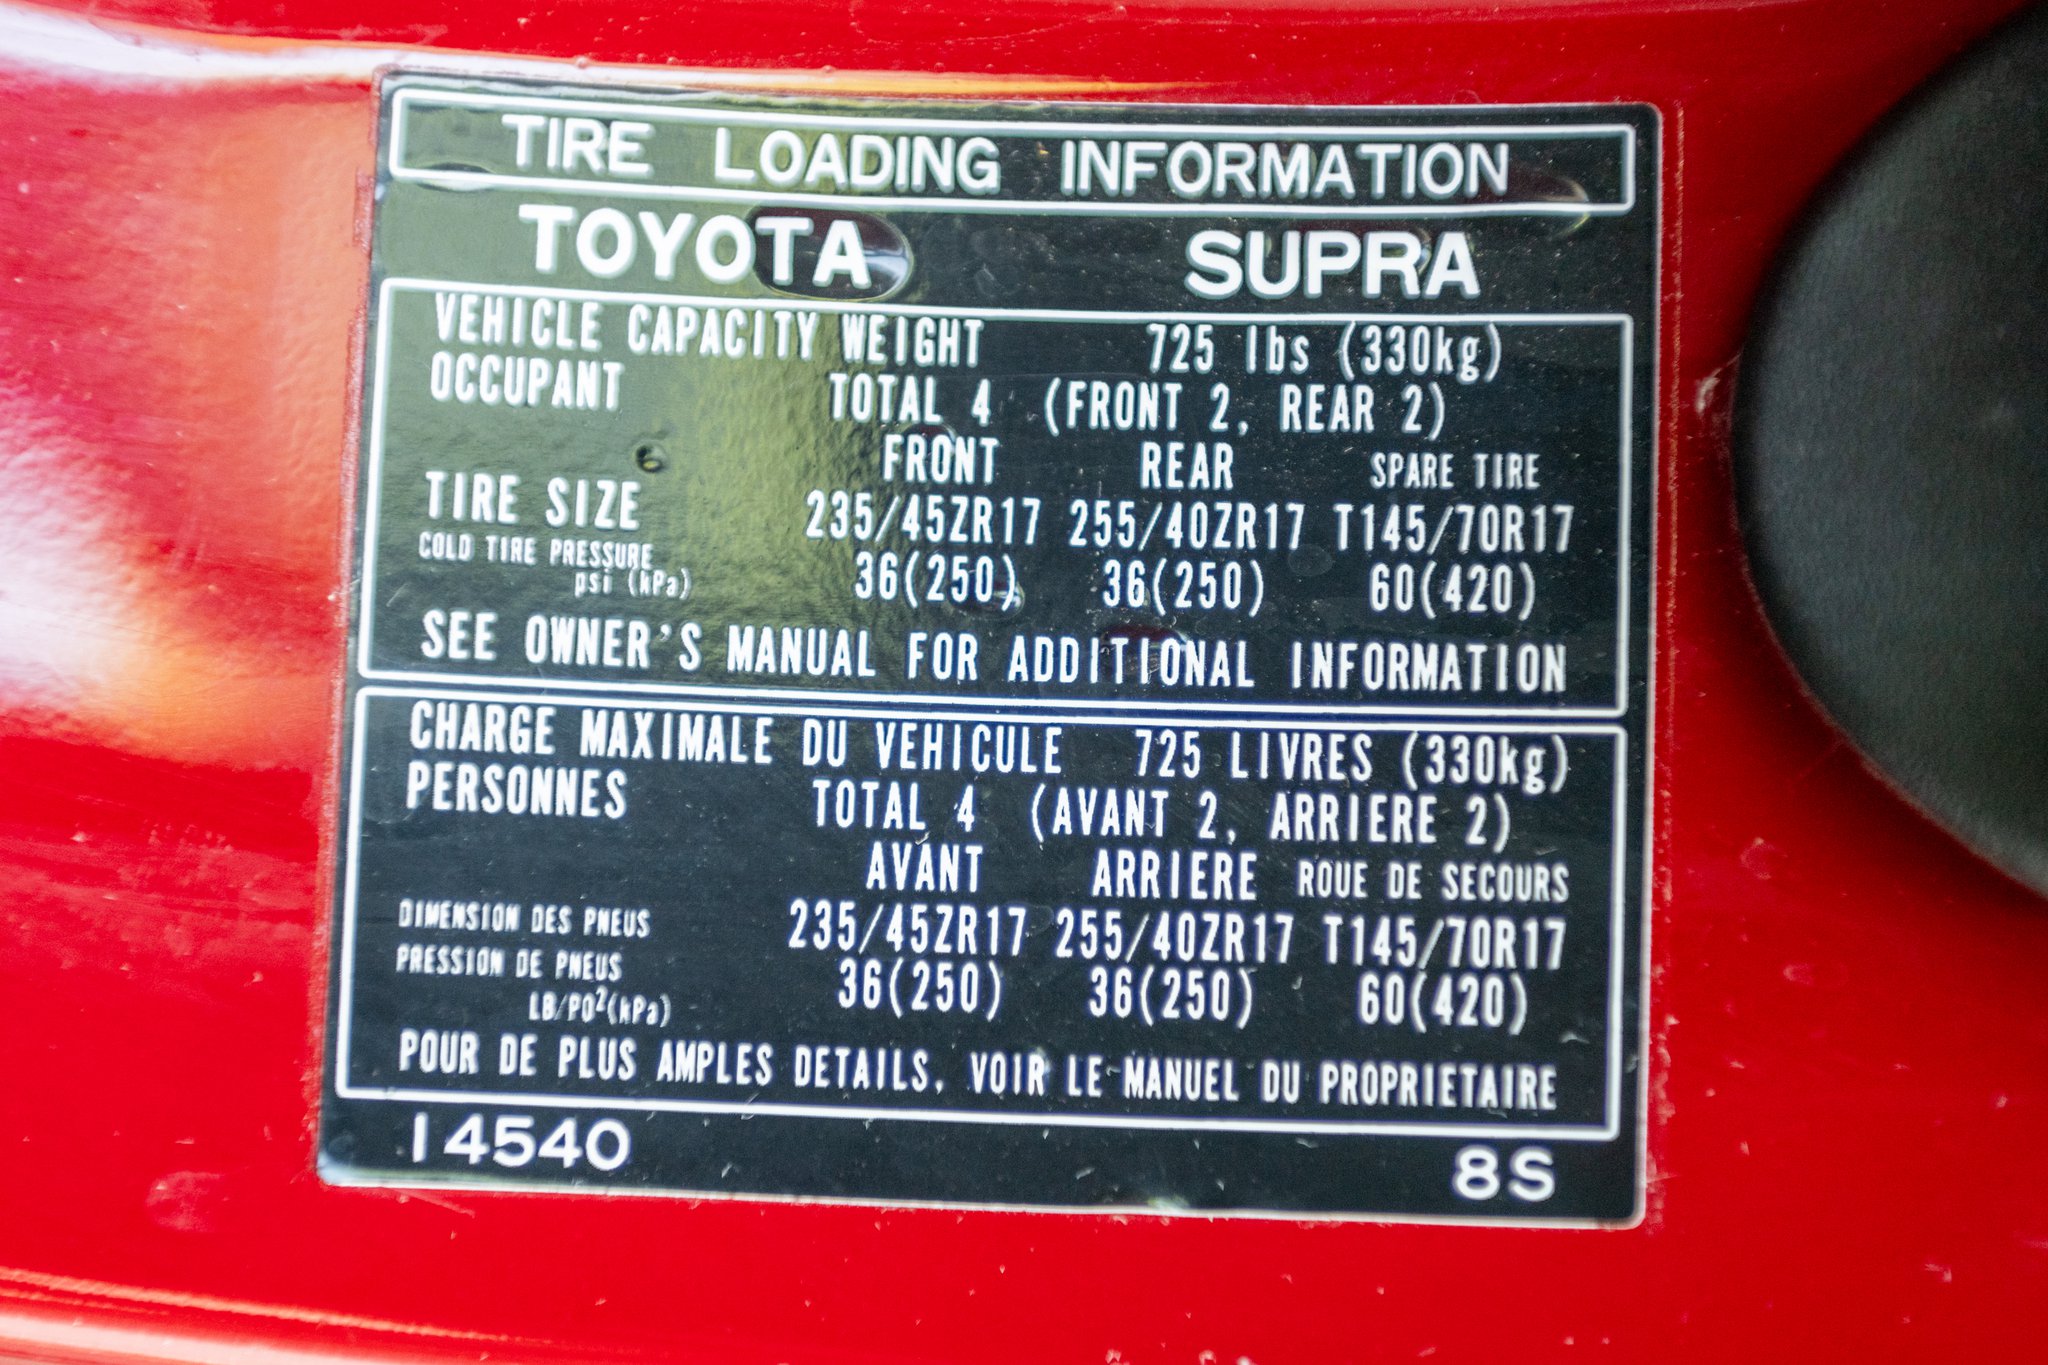 TIRE LOADING INFORMATION
TOYOTA SUPRA
VEHICLE CAPACITY WEIGHT 725 lbs (330kg)
OCCUPANT TOTAL 4 (FRONT 2, REAR 2)
FRONT REAR SPARE TIRE
TIRE SIZE 235/45ZR17 255/40ZR17 T145/70R17
COLD TIRE PRESSURE psi (kPa) 36(250) 36(250) 60(420)
SEE OWNER'S MANUAL FOR ADDITIONAL INFORMATION
CHARGE MAXIMALE DU VEHICULE 725 LIVRES (330kg)
PERSONNES TOTAL 4 (AVANT 2, ARRIERE 2)
AVANT ARRIERE ROUE DE SECOURS
DIMENSION DES PNEUS 235/45ZR17 255/40ZR17 T145/70R17
PRESSION DE PNEUS LB/PO²(kPa) 36(250) 36(250) 60(420)
POUR DE PLUS AMPLES DETAILS, VOIR LE MANUEL DU PROPRIETAIRE
14540 8S